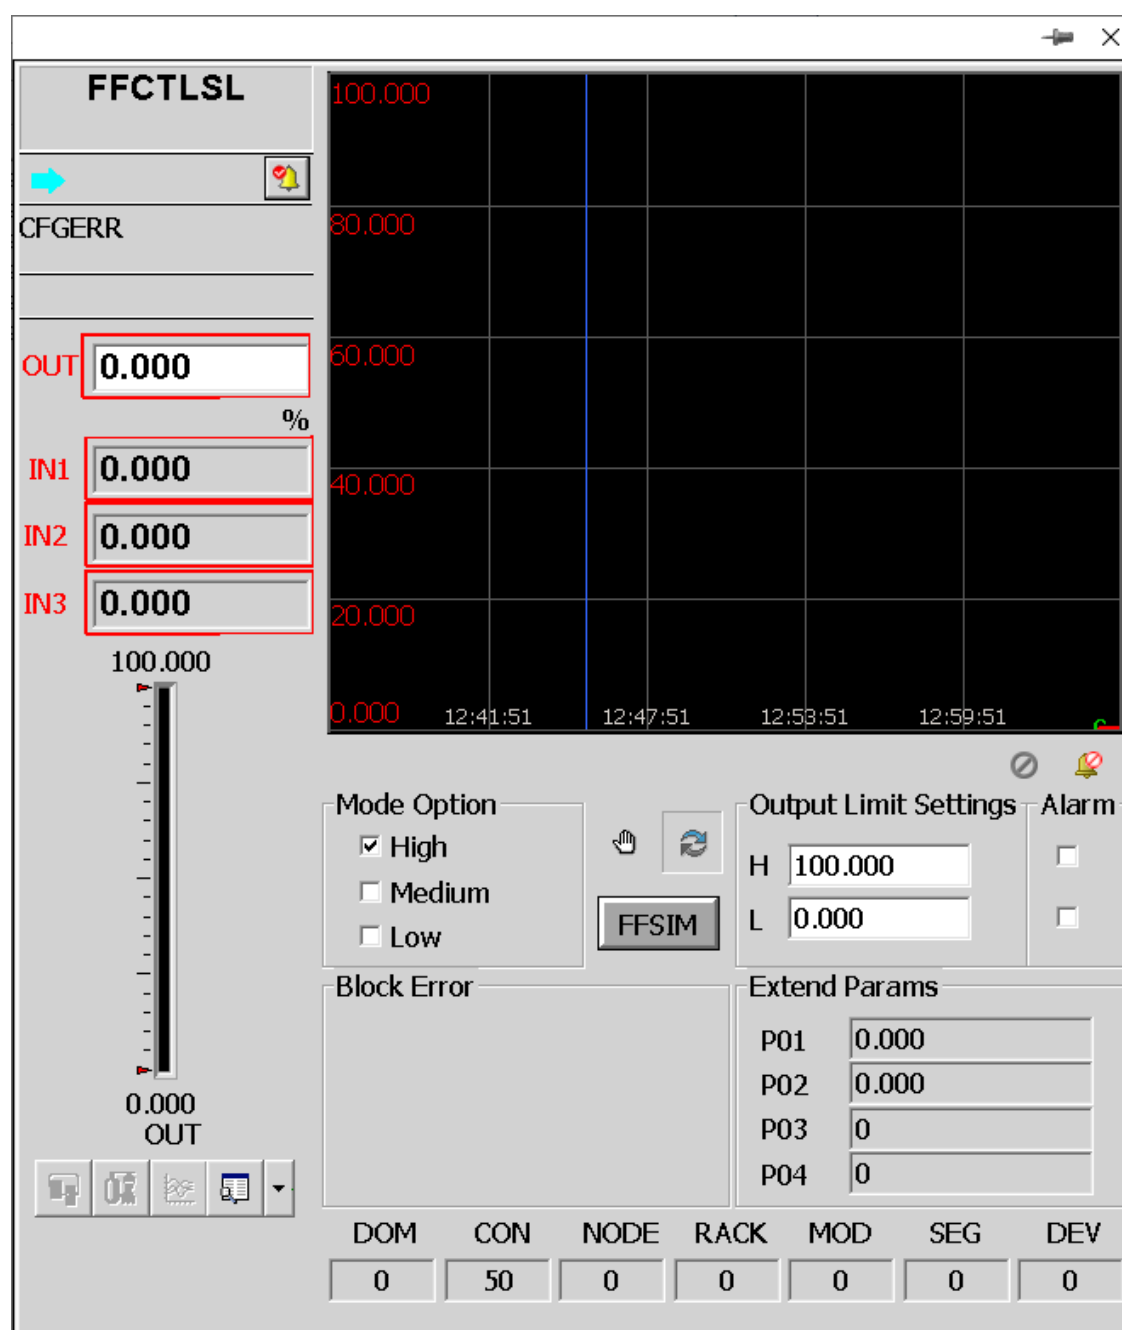 FFCTLSL
CFGERR
OUT 0.000
%
IN1 0.000
IN2 0.000
IN3 0.000
100.000
0.000
OUT
100.000
80.000
60.000
40.000
20.000
0.000 12:41:51 12:47:51 12:53:51 12:59:51
Mode Option
High
Medium
Low
FFSIM
Output Limit Settings
H 100.000
L 0.000
Alarm
Block Error
Extend Params
P01 0.000
P02 0.000
P03 0
P04 0
DOM CON NODE RACK MOD SEG DEV
0 50 0 0 0 0 0